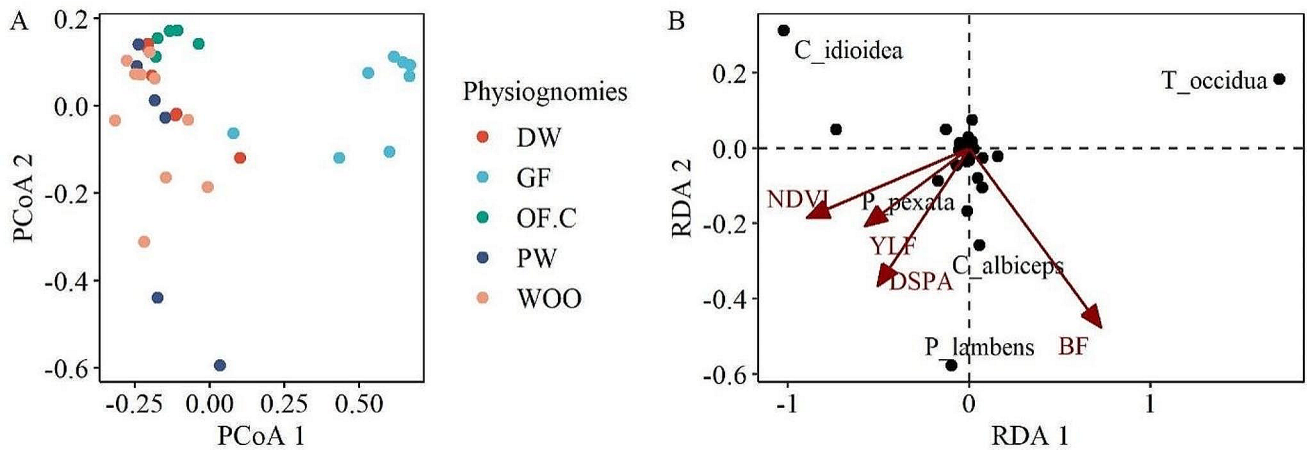 A
0.2
0.0
-0.2
-0.4
-0.6
PCoA 2
-0.25 0.00 0.25 0.50
PCoA 1
Physiognomies
DW
GF
OF.C
PW
WOO
B
0.2
0.0
-0.2
-0.4
-0.6
RDA 2
C_idioidea
T_occidua
NDVI
P_pexata
YLF
C_albiceps
DSPA
P_lambens
BF
-1 0 1
RDA 1